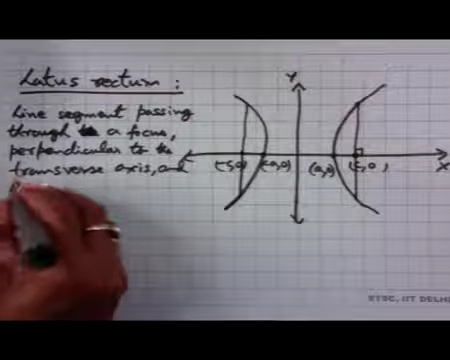 Latus rectum :
Line segment passing
through a focus,
perpendicular to the
transverse axis, and
Y
X
(-c,0)
(-a,0)
(a,0)
(c,0)
ETSC, IIT DELHI